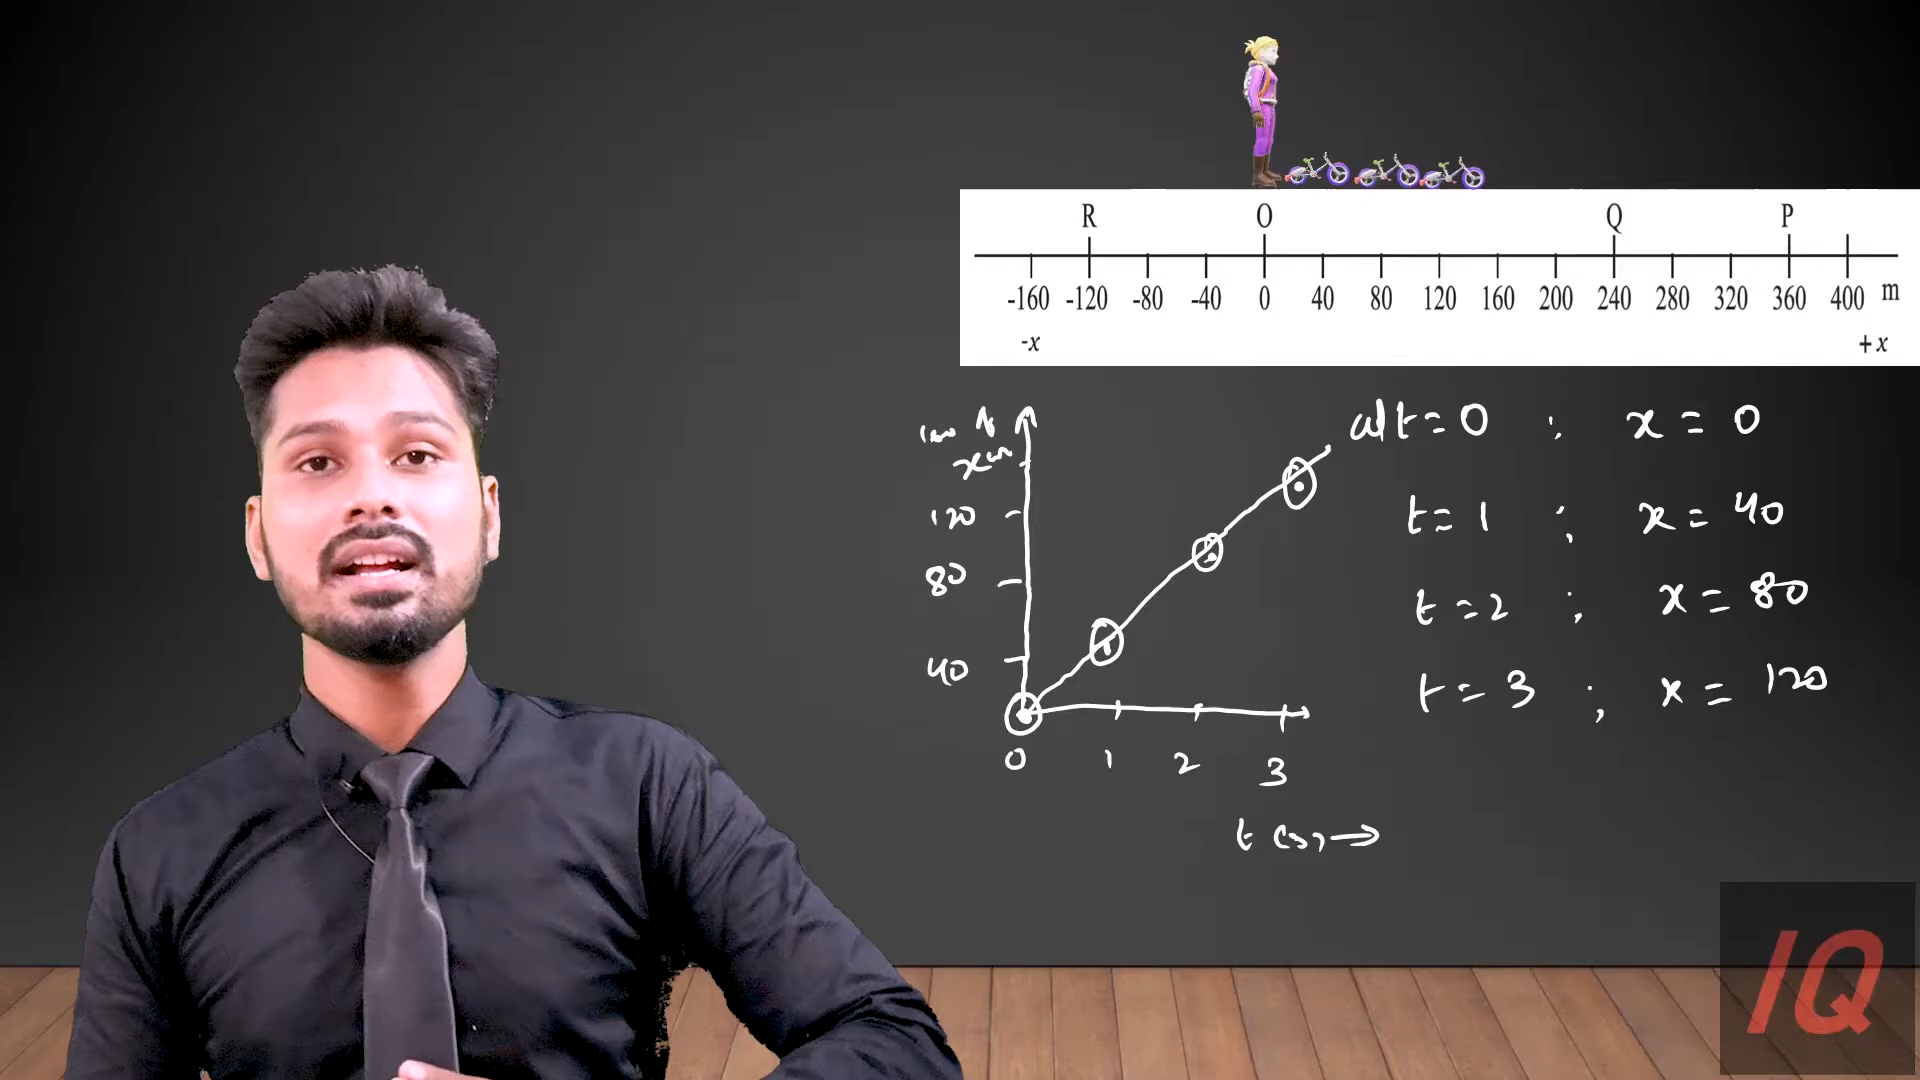 R O Q P
-160 -120 -80 -40 0 40 80 120 160 200 240 280 320 360 400 m
-x +x
at t = 0 ; x = 0
t = 1 ; x = 40
t = 2 ; x = 80
t = 3 ; x = 120
x
120
80
40
0 1 2 3
t (s) →
IQ